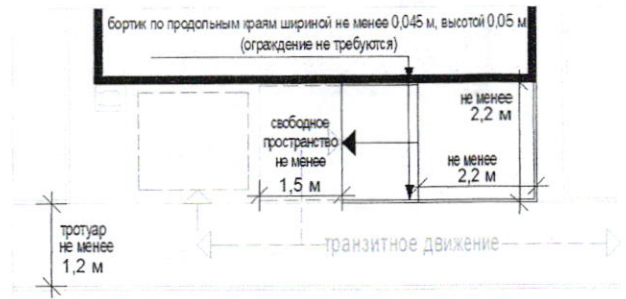 бортик по продольным краям шириной не менее 0,045 м, высотой 0,05 м
(ограждение не требуются)
не менее
2,2 м
свободное
пространство
не менее
1,5 м
не менее
2,2 м
тротуар
не менее
1,2 м
транзитное движение